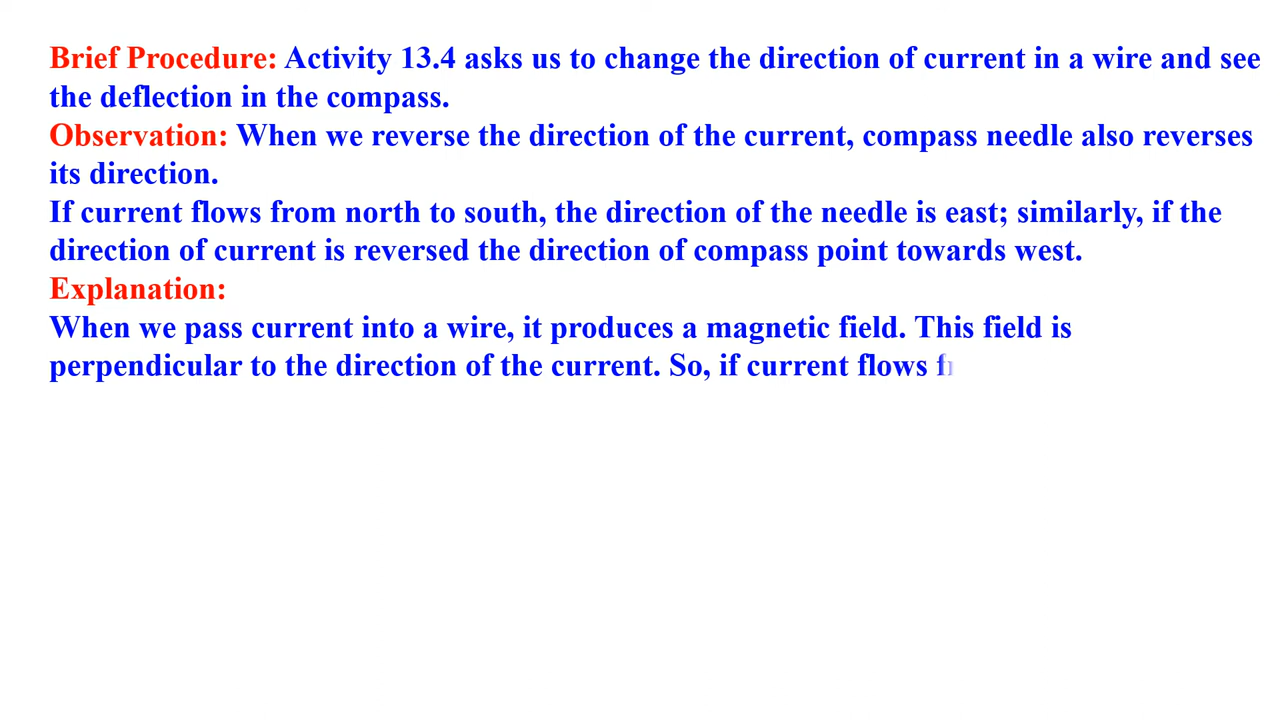 Brief Procedure: Activity 13.4 asks us to change the direction of current in a wire and see
the deflection in the compass.
Observation: When we reverse the direction of the current, compass needle also reverses
its direction.
If current flows from north to south, the direction of the needle is east; similarly, if the
direction of current is reversed the direction of compass point towards west.
Explanation:
When we pass current into a wire, it produces a magnetic field. This field is
perpendicular to the direction of the current. So, if current flows